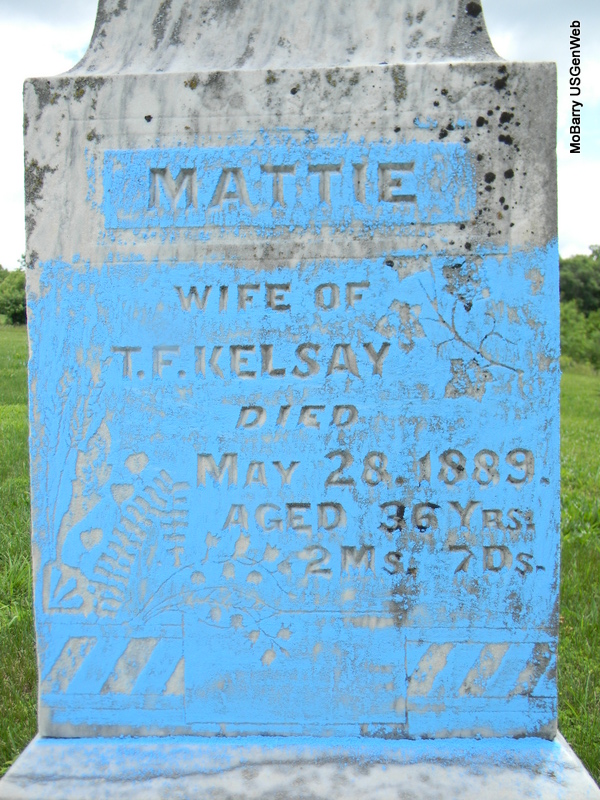 MoBarry USGenWeb
MATTIE
WIFE OF
T. F. KELSAY
DIED
MAY 28, 1889.
AGED 36 YRS.
2 MS. 7 DS.